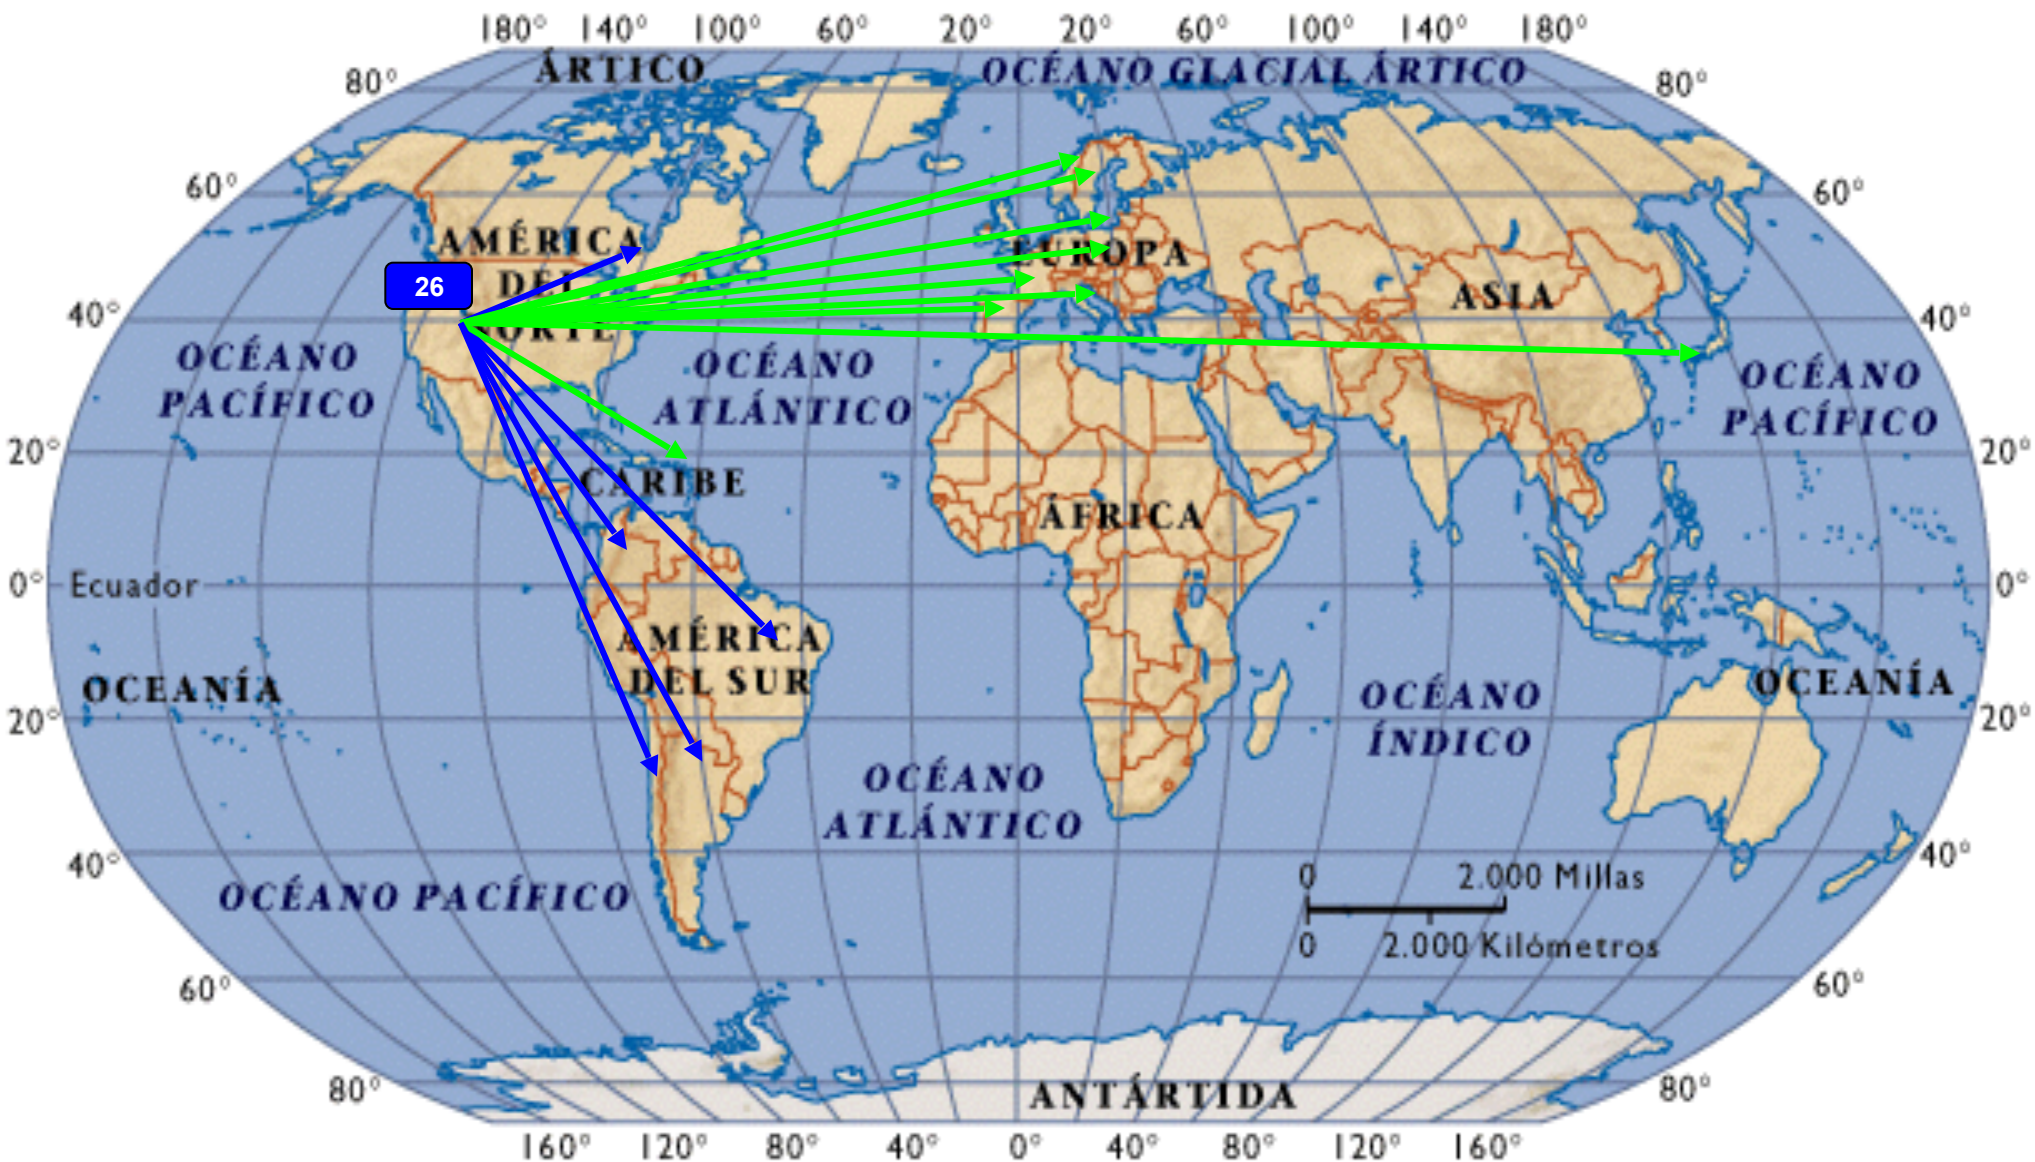 180° 140° 100° 60° 20° 20° 60° 100° 140° 180°
ÁRTICO
OCÉANO GLACIAL ÁRTICO
80° 80°
60° 60°
AMÉRICA
DEL
NORTE
26
EUROPA
ASIA
40° 40°
OCÉANO
PACÍFICO
OCÉANO
ATLÁNTICO
OCÉANO
PACÍFICO
20° 20°
CARIBE
ÁFRICA
0° Ecuador 0°
AMÉRICA
DEL SUR
OCEANÍA
OCEANÍA
OCÉANO
ÍNDICO
20° 20°
OCÉANO
ATLÁNTICO
40° 40°
OCÉANO PACÍFICO
0 2.000 Millas
0 2.000 Kilómetros
60° 60°
80° 80°
ANTÁRTIDA
160° 120° 80° 40° 0° 40° 80° 120° 160°